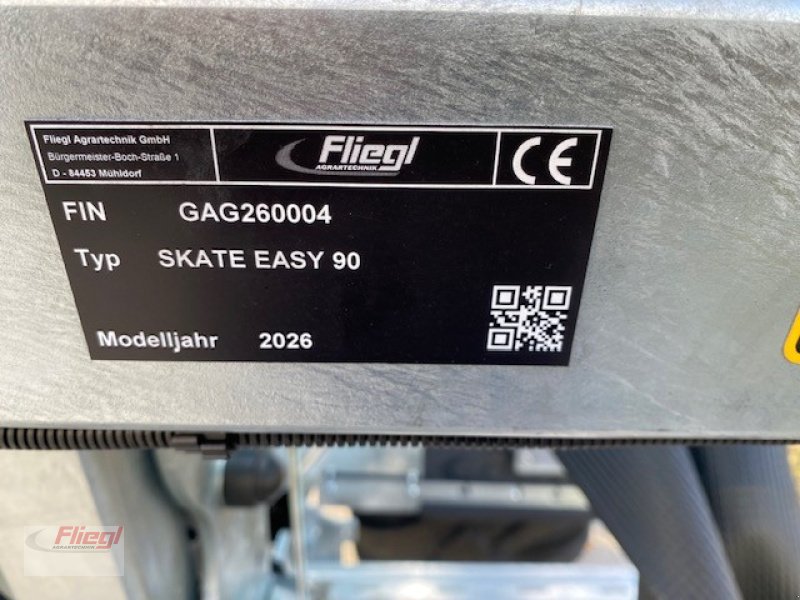 Fliegl Agrartechnik GmbH
Bürgermeister-Boch-Straße 1
D - 84453 Mühldorf
Fliegl
AGRARTECHNIK
CE
FIN GAG260004
Typ SKATE EASY 90
Modelljahr 2026
Fliegl
AGRARTECHNIK